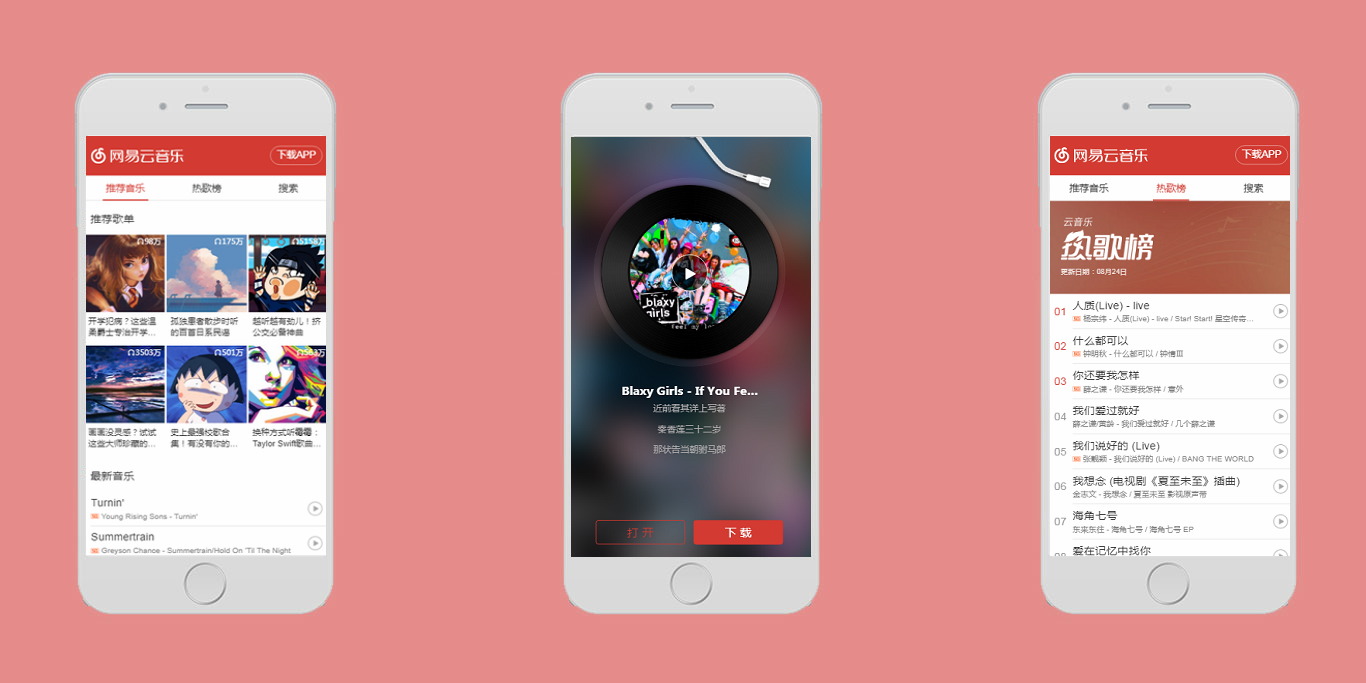 网易云音乐
下载APP
推荐音乐 热歌榜 搜索
推荐歌单
98万 175万 5158万
开学犯病？这些温
柔爵士专治开学...
孤独患者散步时听
的百首日系民谣
越听越有劲儿！挤
公交必备神曲
3503万 501万
画画没灵感？试试
这些大师珍藏的...
史上最强校歌合
集！有没有你的...
换种方式听霉霉：
Taylor Swift歌曲...
最新音乐
Turnin'
SQ Young Rising Sons - Turnin'
Summertrain
SQ Greyson Chance - Summertrain/Hold On 'Til The Night
blaxy
girls
feel my lo
Blaxy Girls - If You Fe...
近前看其详上写著
秦香莲三十二岁
那状告当朝驸马郎
打 开
下 载
网易云音乐
下载APP
推荐音乐 热歌榜 搜索
云音乐
热歌榜
更新日期：08月24日
01 人质(Live) - live
SQ 杨宗纬 - 人质(Live) - live / Star! Start! 星空传奇...
02 什么都可以
SQ 钟明秋 - 什么都可以 / 钟情Ⅲ
03 你还要我怎样
SQ 薛之谦 - 你还要我怎样 / 意外
04 我们爱过就好
薛之谦/黄龄 - 我们爱过就好 / 几个薛之谦
05 我们说好的 (Live)
SQ 张靓颖 - 我们说好的 (Live) / BANG THE WORLD
06 我想念 (电视剧《夏至未至》插曲)
金志文 - 我想念 / 夏至未至 影视原声带
07 海角七号
东来东往 - 海角七号 / 海角七号 EP
08 爱在记忆中找你